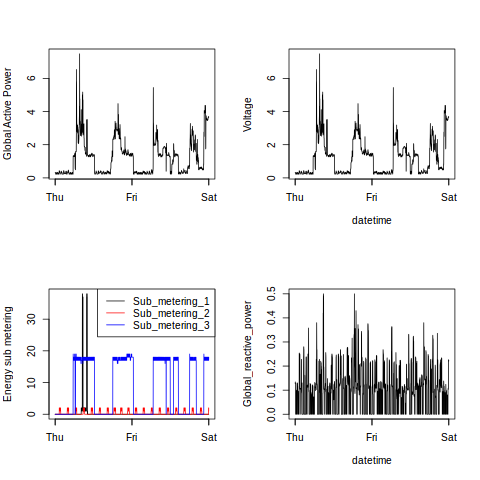 Global Active Power
6
4
2
0
Thu Fri Sat
Voltage
6
4
2
0
Thu Fri Sat
datetime
Energy sub metering
30
20
10
0
Sub_metering_1
Sub_metering_2
Sub_metering_3
Thu Fri Sat
Global_reactive_power
0.5
0.4
0.3
0.2
0.1
0.0
Thu Fri Sat
datetime